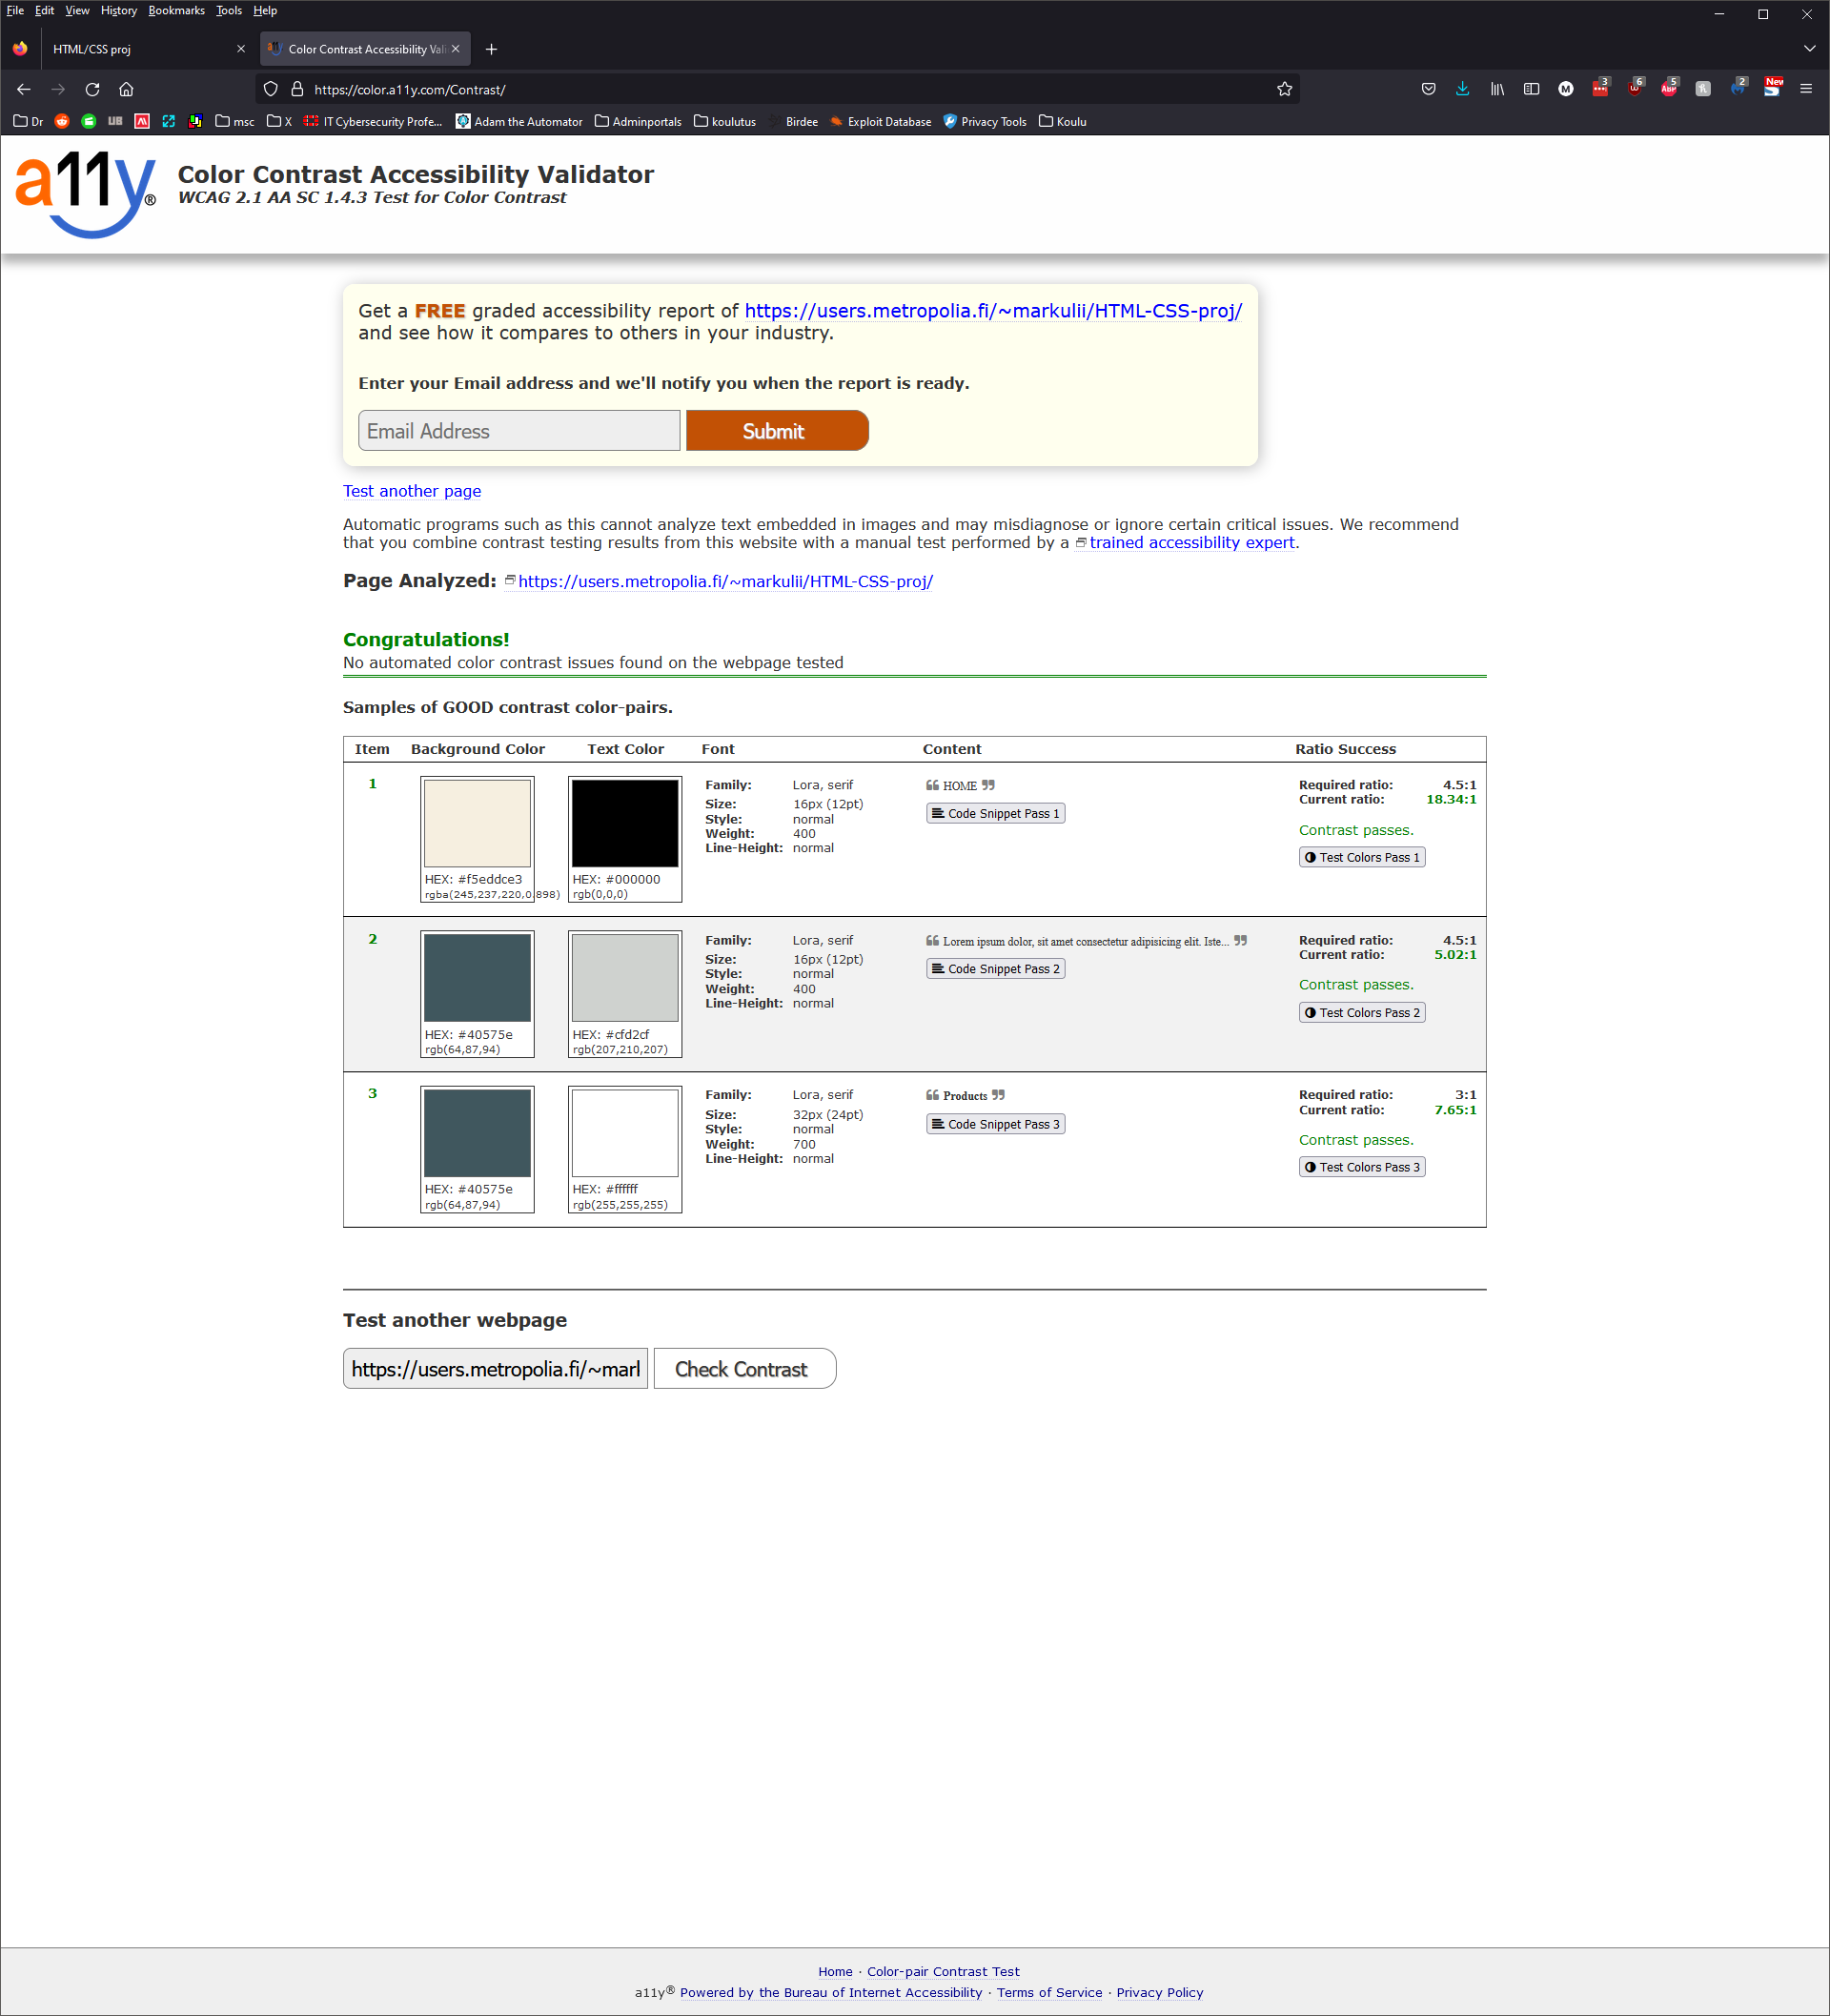 File Edit View History Bookmarks Tools Help
HTML/CSS proj
Color Contrast Accessibility Vali
https://color.a11y.com/Contrast/
3 6 5 2 New
Dr msc X IT Cybersecurity Profe... Adam the Automator Adminportals koulutus Birdee Exploit Database Privacy Tools Koulu
a11y®
Color Contrast Accessibility Validator
WCAG 2.1 AA SC 1.4.3 Test for Color Contrast
Get a FREE graded accessibility report of https://users.metropolia.fi/~markulii/HTML-CSS-proj/
and see how it compares to others in your industry.
Enter your Email address and we'll notify you when the report is ready.
Email Address Submit
Test another page
Automatic programs such as this cannot analyze text embedded in images and may misdiagnose or ignore certain critical issues. We recommend
that you combine contrast testing results from this website with a manual test performed by a trained accessibility expert.
Page Analyzed: https://users.metropolia.fi/~markulii/HTML-CSS-proj/
Congratulations!
No automated color contrast issues found on the webpage tested
Samples of GOOD contrast color-pairs.
Item Background Color Text Color Font Content Ratio Success
1
HEX: #f5eddce3
rgba(245,237,220,0.898)
HEX: #000000
rgb(0,0,0)
Family: Lora, serif
Size: 16px (12pt)
Style: normal
Weight: 400
Line-Height: normal
HOME
Code Snippet Pass 1
Required ratio: 4.5:1
Current ratio: 18.34:1
Contrast passes.
Test Colors Pass 1
2
HEX: #40575e
rgb(64,87,94)
HEX: #cfd2cf
rgb(207,210,207)
Family: Lora, serif
Size: 16px (12pt)
Style: normal
Weight: 400
Line-Height: normal
Lorem ipsum dolor, sit amet consectetur adipisicing elit. Iste...
Code Snippet Pass 2
Required ratio: 4.5:1
Current ratio: 5.02:1
Contrast passes.
Test Colors Pass 2
3
HEX: #40575e
rgb(64,87,94)
HEX: #ffffff
rgb(255,255,255)
Family: Lora, serif
Size: 32px (24pt)
Style: normal
Weight: 700
Line-Height: normal
Products
Code Snippet Pass 3
Required ratio: 3:1
Current ratio: 7.65:1
Contrast passes.
Test Colors Pass 3
Test another webpage
https://users.metropolia.fi/~marl Check Contrast
Home · Color-pair Contrast Test
a11y® Powered by the Bureau of Internet Accessibility · Terms of Service · Privacy Policy